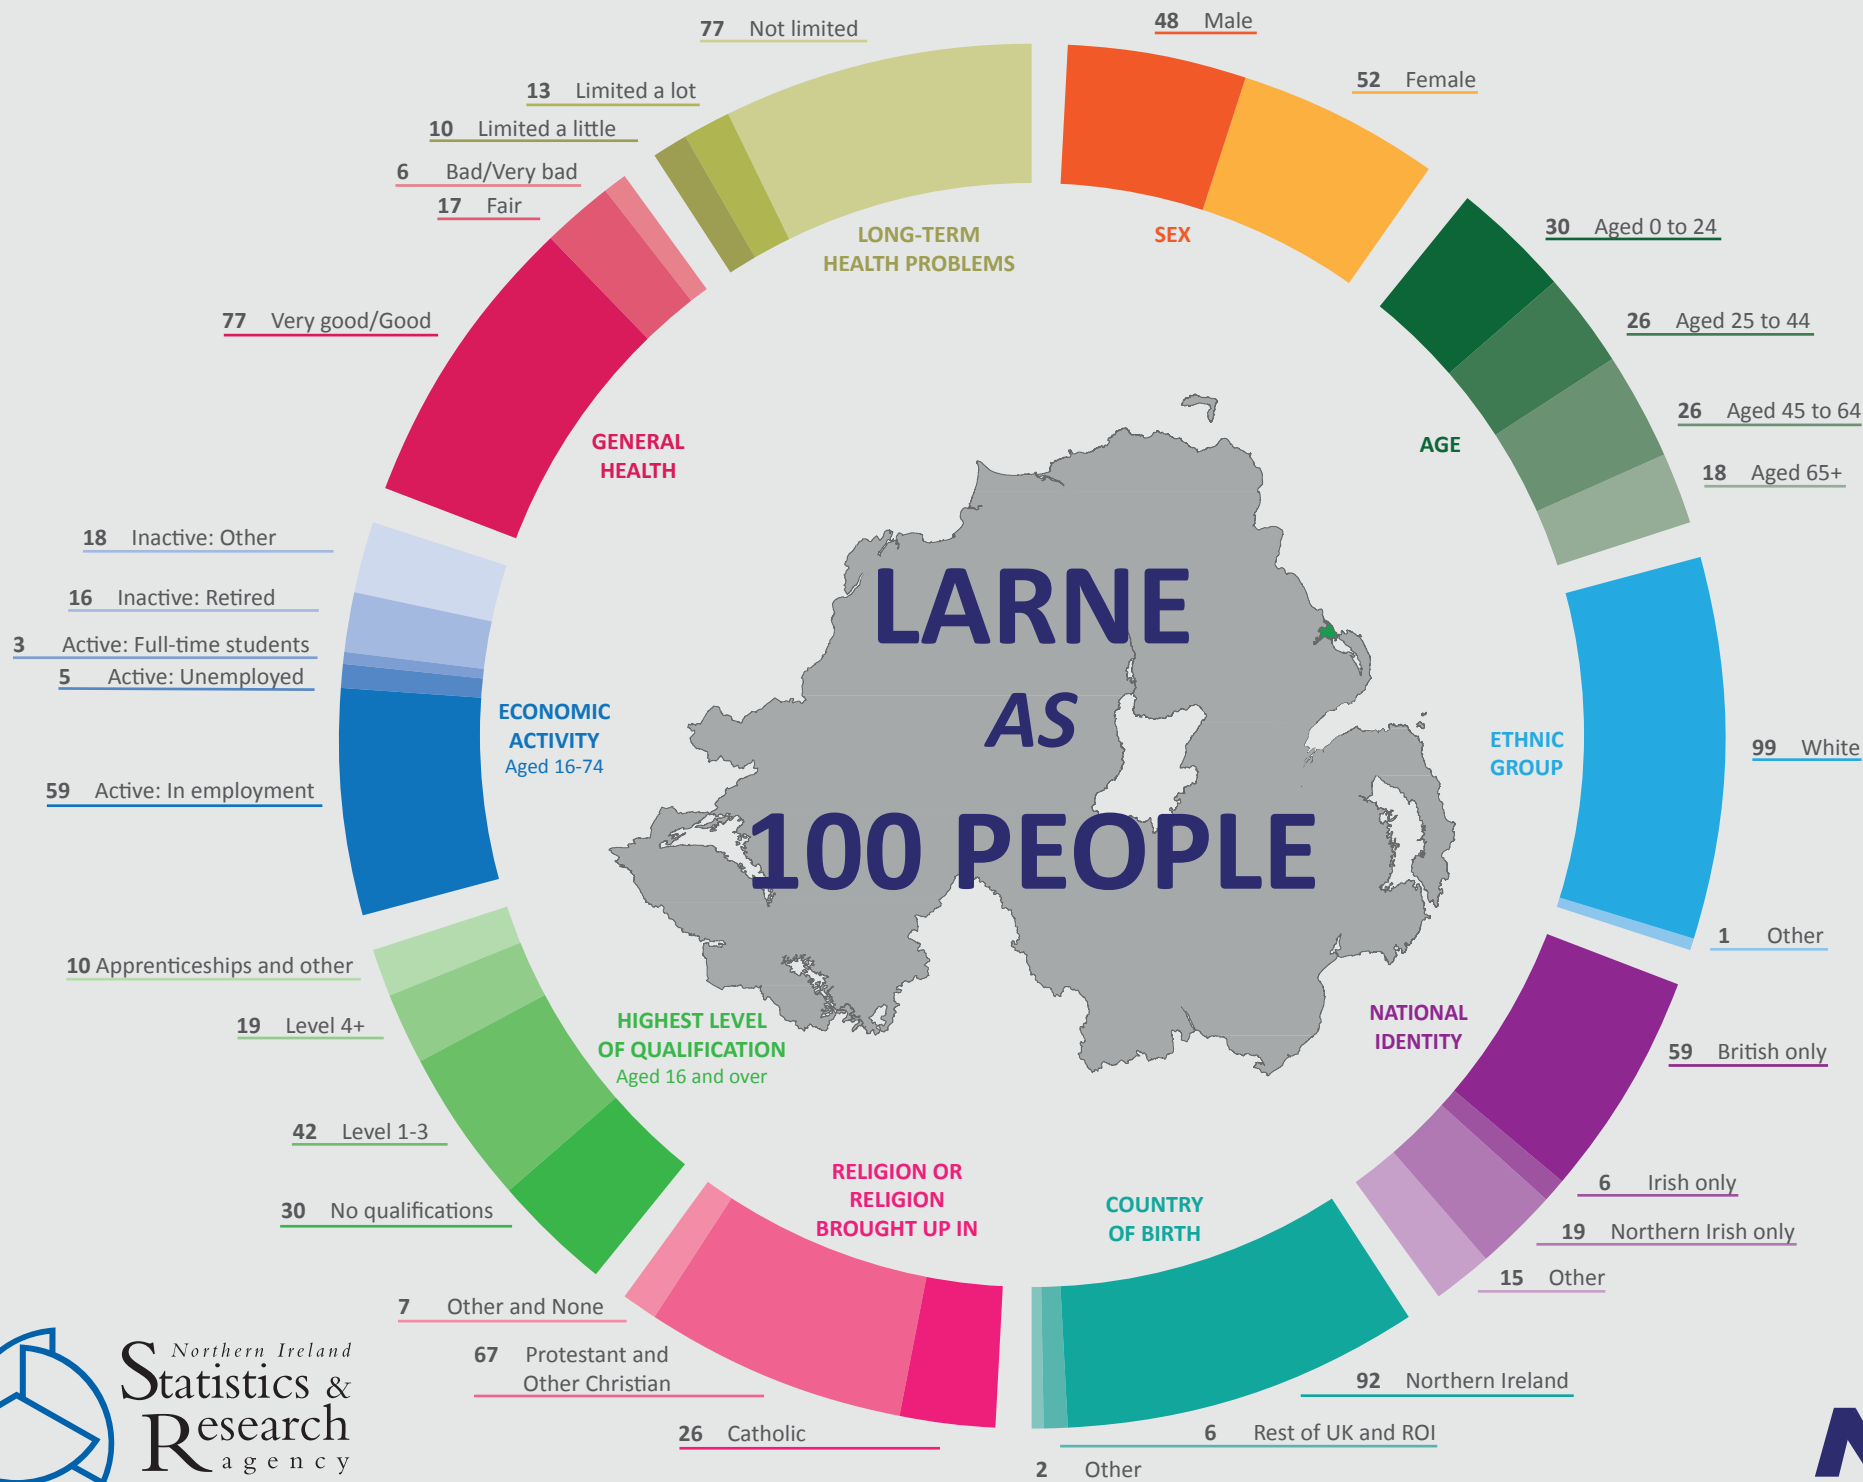 77 Not limited
13 Limited a lot
10 Limited a little
LONG-TERM
HEALTH PROBLEMS
48 Male
52 Female
SEX
30 Aged 0 to 24
26 Aged 25 to 44
26 Aged 45 to 64
18 Aged 65+
AGE
99 White
1 Other
ETHNIC
GROUP
59 British only
6 Irish only
19 Northern Irish only
15 Other
NATIONAL
IDENTITY
92 Northern Ireland
6 Rest of UK and ROI
2 Other
COUNTRY
OF BIRTH
26 Catholic
67 Protestant and
Other Christian
7 Other and None
RELIGION OR
RELIGION
BROUGHT UP IN
30 No qualifications
42 Level 1-3
19 Level 4+
10 Apprenticeships and other
HIGHEST LEVEL
OF QUALIFICATION
Aged 16 and over
59 Active: In employment
5 Active: Unemployed
3 Active: Full-time students
16 Inactive: Retired
18 Inactive: Other
ECONOMIC
ACTIVITY
Aged 16-74
77 Very good/Good
17 Fair
6 Bad/Very bad
GENERAL
HEALTH
LARNE
AS
100 PEOPLE
Northern Ireland
Statistics &
Research
agency